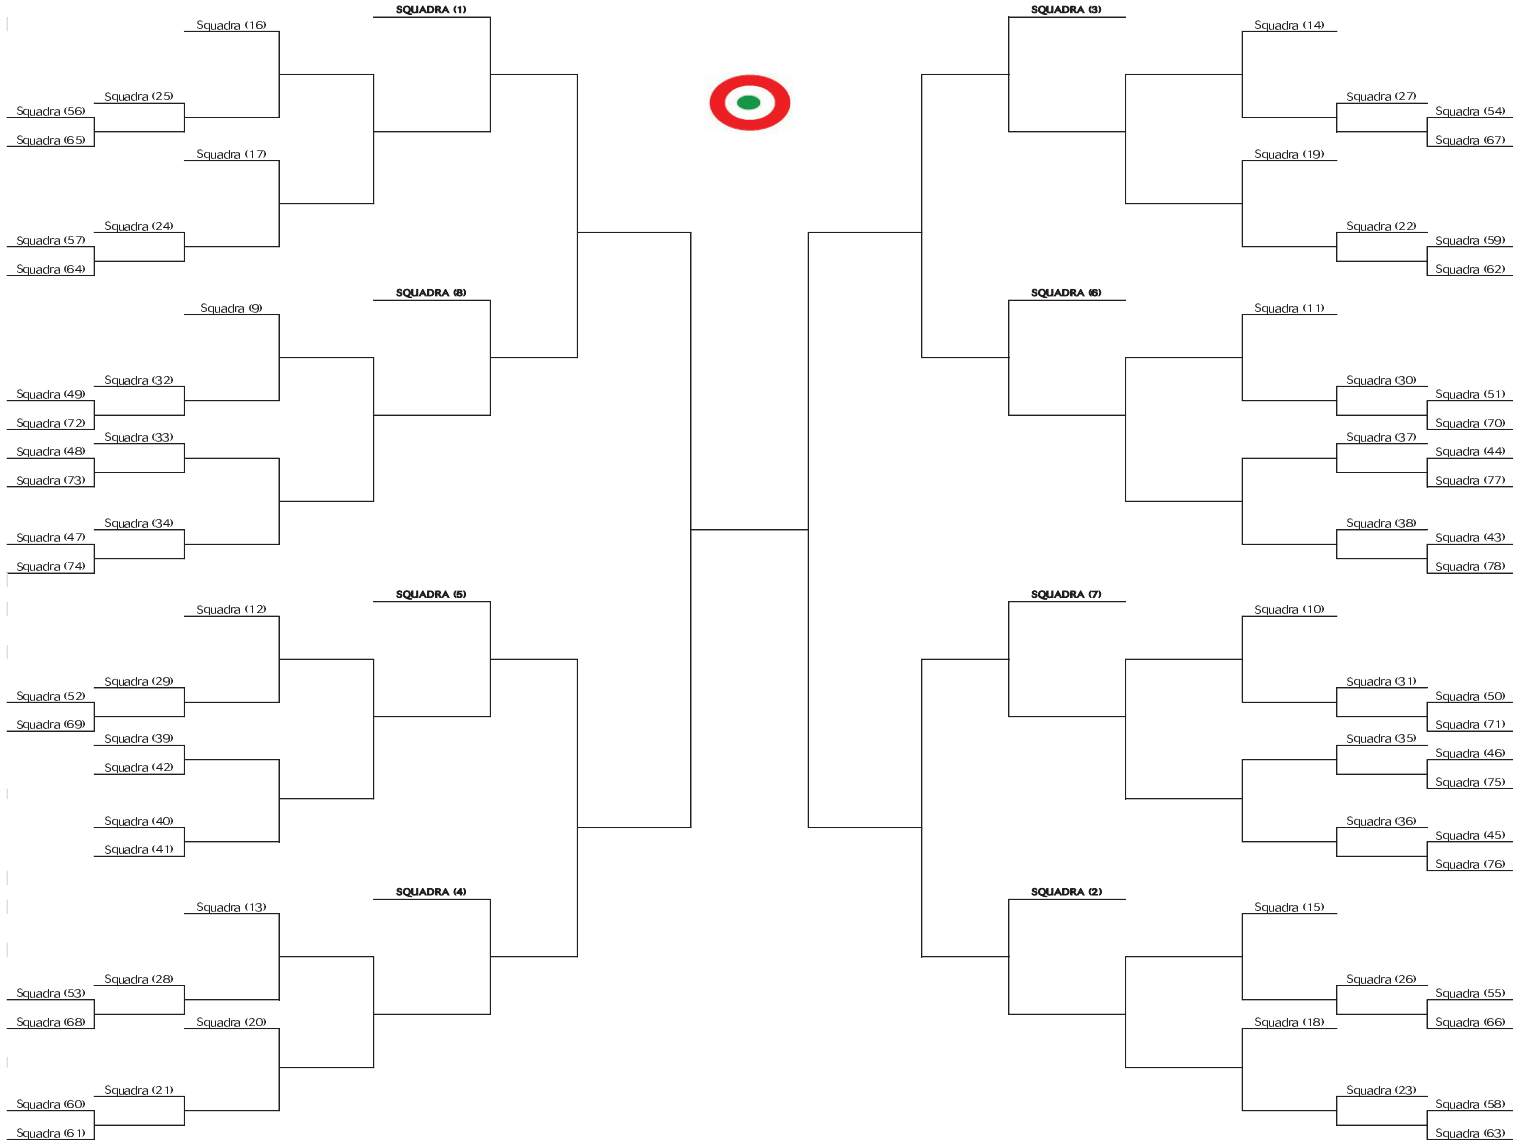 SQUADRA (1)
Squadra (16)
Squadra (25)
Squadra (56)
Squadra (65)
Squadra (17)
Squadra (24)
Squadra (57)
Squadra (64)
SQUADRA (8)
Squadra (9)
Squadra (32)
Squadra (49)
Squadra (72)
Squadra (33)
Squadra (48)
Squadra (73)
Squadra (34)
Squadra (47)
Squadra (74)
SQUADRA (5)
Squadra (12)
Squadra (29)
Squadra (52)
Squadra (69)
Squadra (39)
Squadra (42)
Squadra (40)
Squadra (41)
SQUADRA (4)
Squadra (13)
Squadra (28)
Squadra (53)
Squadra (68)
Squadra (20)
Squadra (21)
Squadra (60)
Squadra (61)
SQUADRA (3)
Squadra (14)
Squadra (27)
Squadra (54)
Squadra (67)
Squadra (19)
Squadra (22)
Squadra (59)
Squadra (62)
SQUADRA (6)
Squadra (11)
Squadra (30)
Squadra (51)
Squadra (70)
Squadra (37)
Squadra (44)
Squadra (77)
Squadra (38)
Squadra (43)
Squadra (78)
SQUADRA (7)
Squadra (10)
Squadra (31)
Squadra (50)
Squadra (71)
Squadra (35)
Squadra (46)
Squadra (75)
Squadra (36)
Squadra (45)
Squadra (76)
SQUADRA (2)
Squadra (15)
Squadra (26)
Squadra (55)
Squadra (66)
Squadra (18)
Squadra (23)
Squadra (58)
Squadra (63)